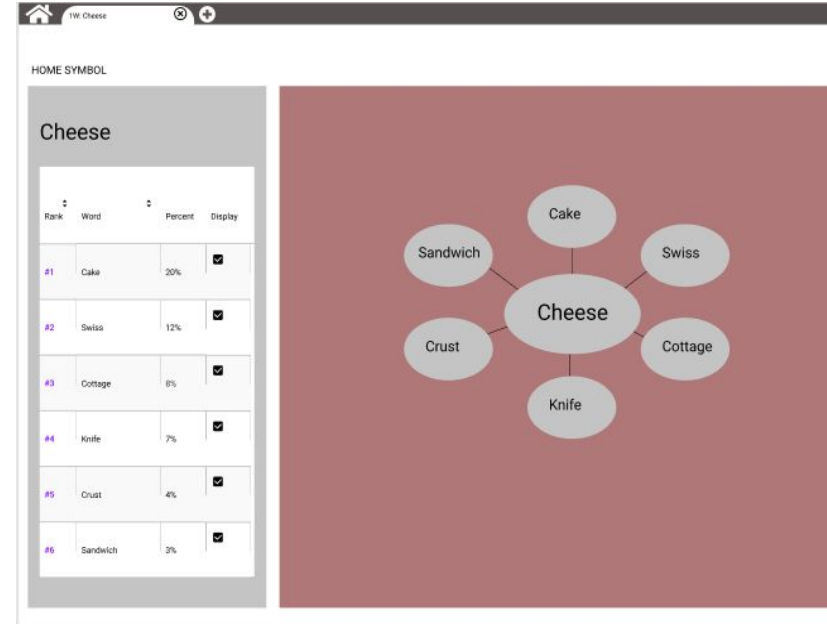 1W: Cheese
HOME SYMBOL
Cheese
Rank Word Percent Display
#1 Cake 20%
#2 Swiss 12%
#3 Cottage 8%
#4 Knife 7%
#5 Crust 4%
#6 Sandwich 3%
Cake
Sandwich Swiss
Cheese
Crust Cottage
Knife